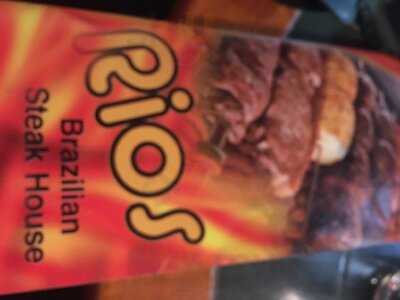 Rios
Brazilian
Steak House